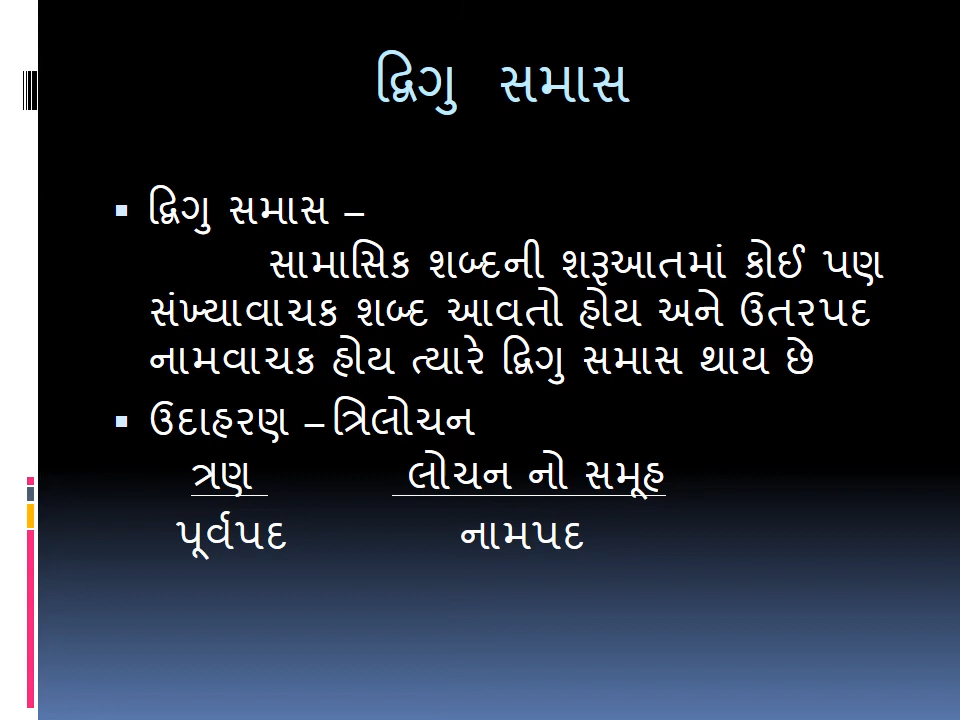 દ્વિગુ સમાસ
▪ દ્વિગુ સમાસ –
સામાસિક શબ્દની શરૂઆતમાં કોઈ પણ
સંખ્યાવાચક શબ્દ આવતો હોય અને ઉતરપદ
નામવાચક હોય ત્યારે દ્વિગુ સમાસ થાય છે
▪ ઉદાહરણ – ત્રિલોચન
ત્રણ લોચન નો સમૂહ
પૂર્વપદ નામપદ